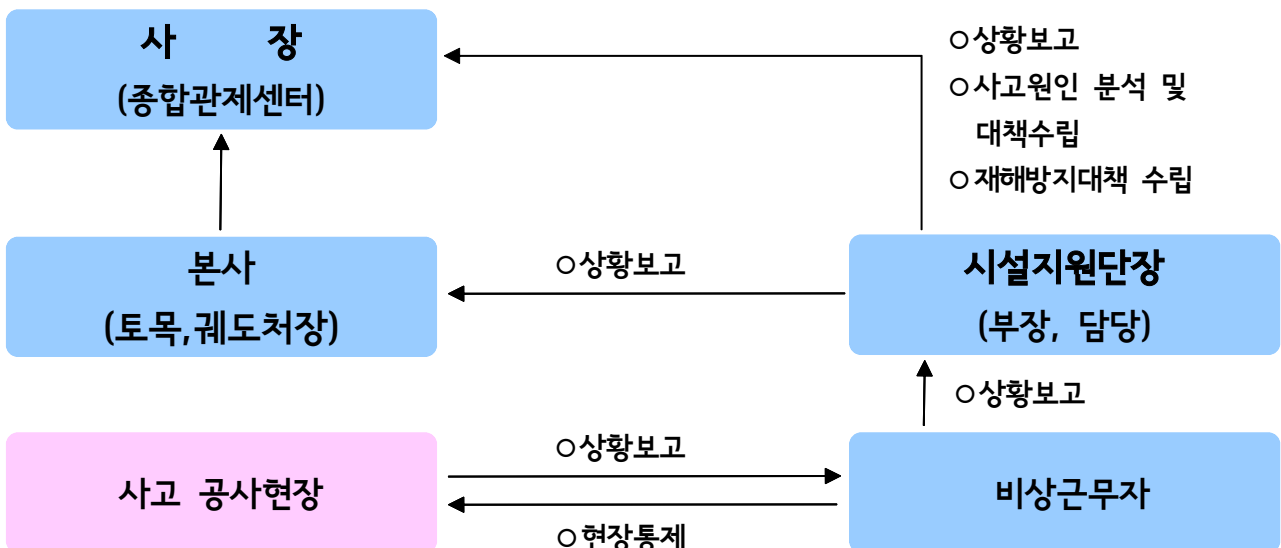 사 장
(종합관제센터)
○상황보고
○사고원인 분석 및
대책수립
○재해방지대책 수립
본사
(토목,궤도처장)
○상황보고
시설지원단장
(부장, 담당)
○상황보고
사고 공사현장
○상황보고
○현장통제
비상근무자